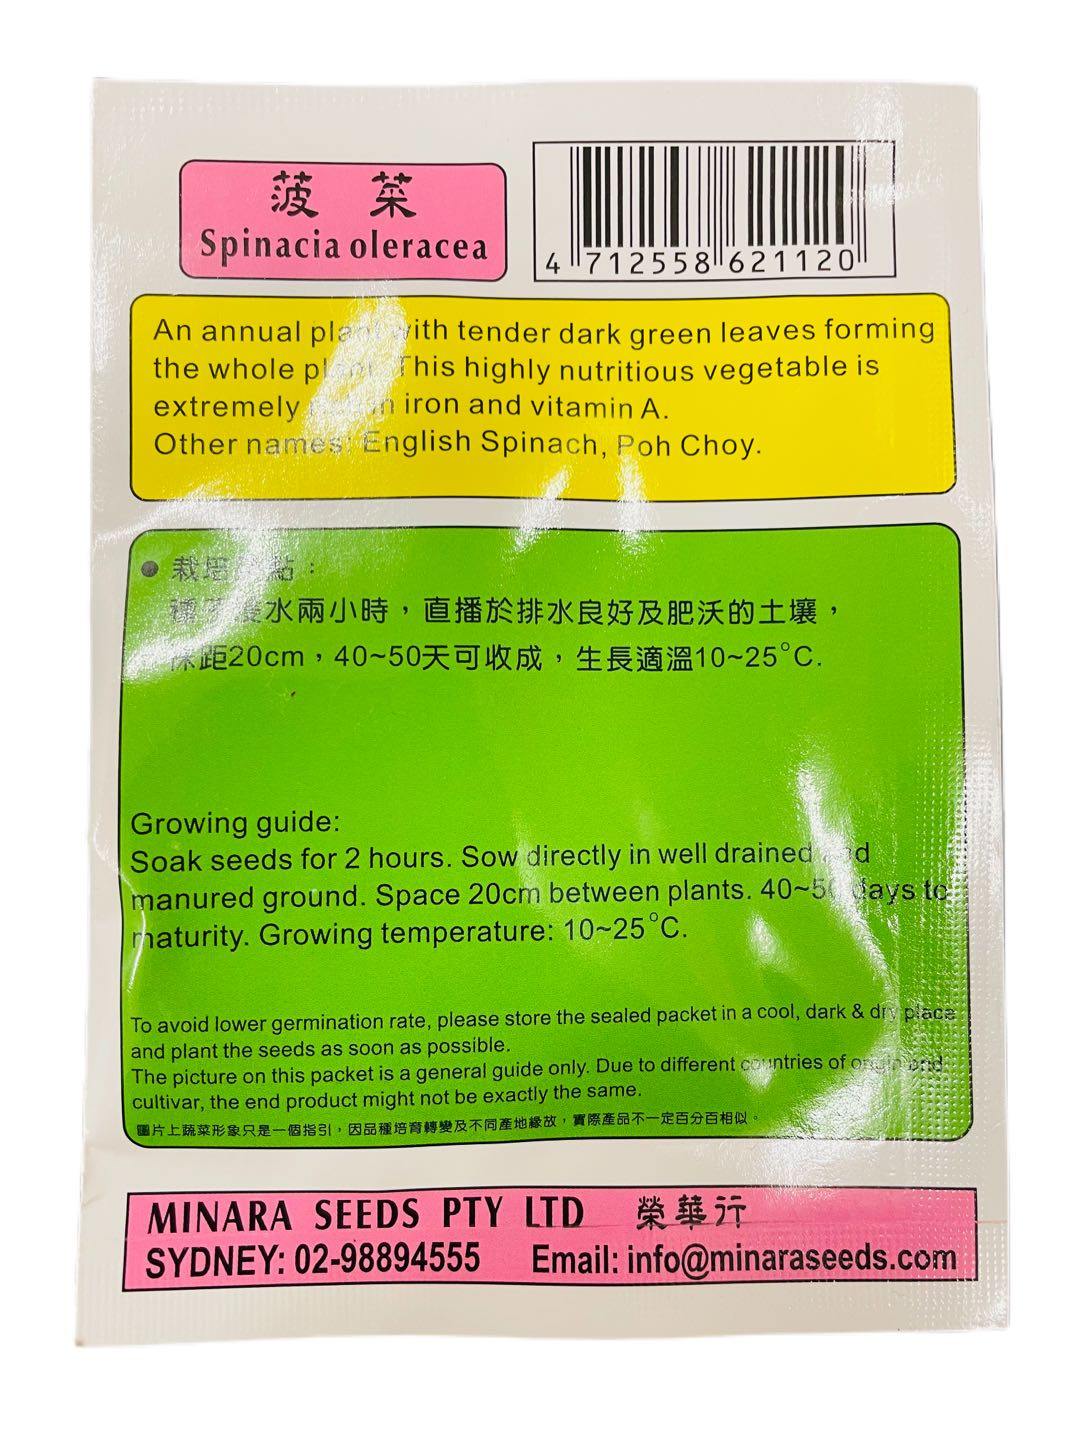 菠菜
Spinacia oleracea
4 712558 621120
An annual plant with tender dark green leaves forming
the whole plant. This highly nutritious vegetable is
extremely in iron and vitamin A.
Other names: English Spinach, Poh Choy.
● 栽培點：
水兩小時，直播於排水良好及肥沃的土壤，
距20cm，40~50天可收成，生長適溫10~25°C.
Growing guide:
Soak seeds for 2 hours. Sow directly in well drained and
manured ground. Space 20cm between plants. 40~50 days to
maturity. Growing temperature: 10~25°C.
To avoid lower germination rate, please store the sealed packet in a cool, dark & dry place
and plant the seeds as soon as possible.
The picture on this packet is a general guide only. Due to different countries of origin and
cultivar, the end product might not be exactly the same.
圖片上蔬菜形象只是一個指引，因品種培育轉變及不同產地緣故，實際產品不一定百分百相似。
MINARA SEEDS PTY LTD 榮華行
SYDNEY: 02-98894555 Email: info@minaraseeds.com